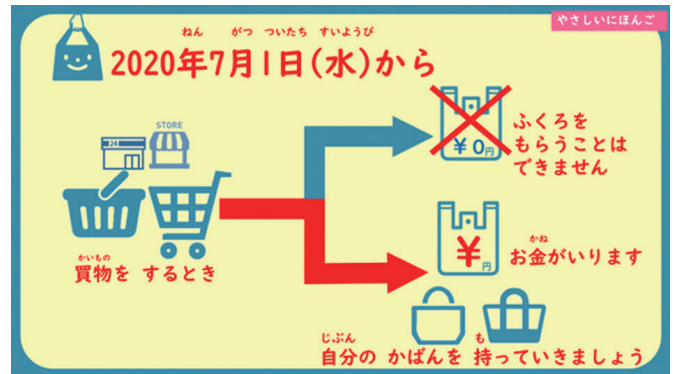 やさしいにほんご
ねん がつ ついたち すいようび
2020年7月1日(水)から
STORE
24
¥0円
ふくろを
もらうことは
できません
かいもの
買物を するとき
¥円
かね
お金がいります
じぶん も
自分の かばんを 持っていきましょう